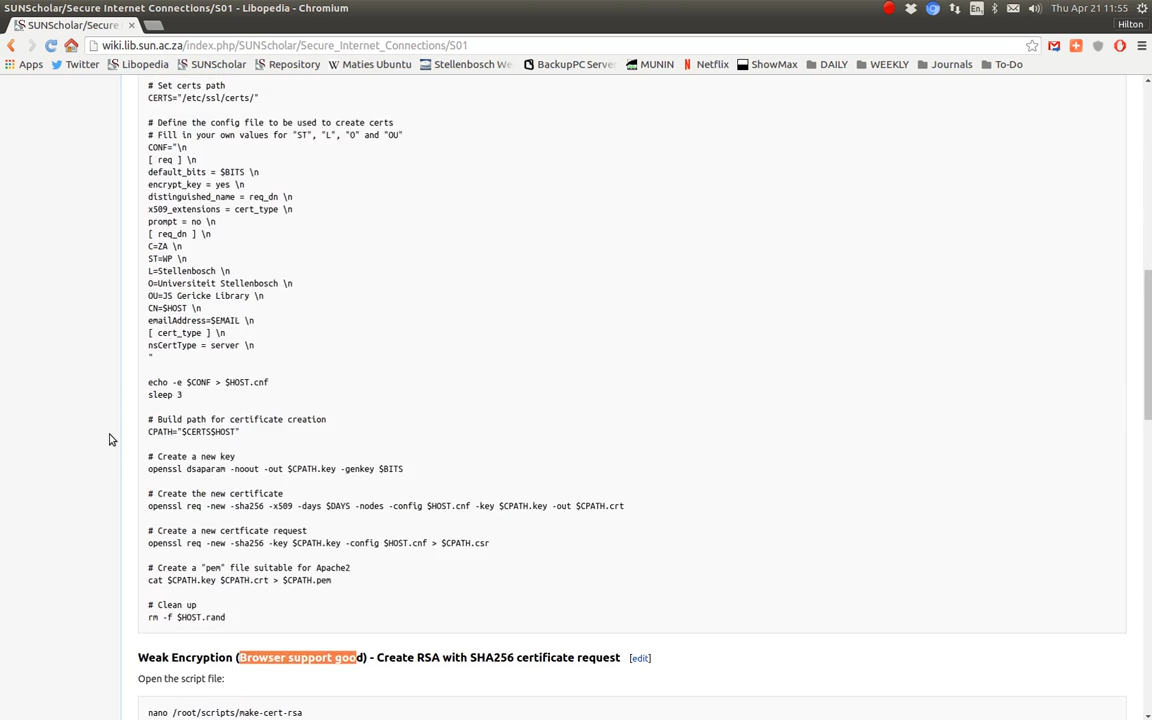 SUNScholar/Secure Internet Connections/S01 - Libopedia - Chromium
En
Thu Apr 21 11:55
SUNScholar/Secure
Hilton
wiki.lib.sun.ac.za/index.php/SUNScholar/Secure_Internet_Connections/S01
Apps Twitter Libopedia SUNScholar Repository Maties Ubuntu Stellenbosch We BackupPC Serve MUNIN Netflix ShowMax DAILY WEEKLY Journals To-Do
# Set certs path
CERTS="/etc/ssl/certs/"
# Define the config file to be used to create certs
# Fill in your own values for "ST", "L", "O" and "OU"
CONF="\n
[ req ] \n
default_bits = $BITS \n
encrypt_key = yes \n
distinguished_name = req_dn \n
x509_extensions = cert_type \n
prompt = no \n
[ req_dn ] \n
C=ZA \n
ST=WP \n
L=Stellenbosch \n
O=Universiteit Stellenbosch \n
OU=JS Gericke Library \n
CN=$HOST \n
emailAddress=$EMAIL \n
[ cert_type ] \n
nsCertType = server \n
"
echo -e $CONF > $HOST.cnf
sleep 3
# Build path for certificate creation
CPATH="$CERTS$HOST"
# Create a new key
openssl dsaparam -noout -out $CPATH.key -genkey $BITS
# Create the new certificate
openssl req -new -sha256 -x509 -days $DAYS -nodes -config $HOST.cnf -key $CPATH.key -out $CPATH.crt
# Create a new certficate request
openssl req -new -sha256 -key $CPATH.key -config $HOST.cnf > $CPATH.csr
# Create a "pem" file suitable for Apache2
cat $CPATH.key $CPATH.crt > $CPATH.pem
# Clean up
rm -f $HOST.rand
Weak Encryption (Browser support good) - Create RSA with SHA256 certificate request [edit]
Open the script file:
nano /root/scripts/make-cert-rsa